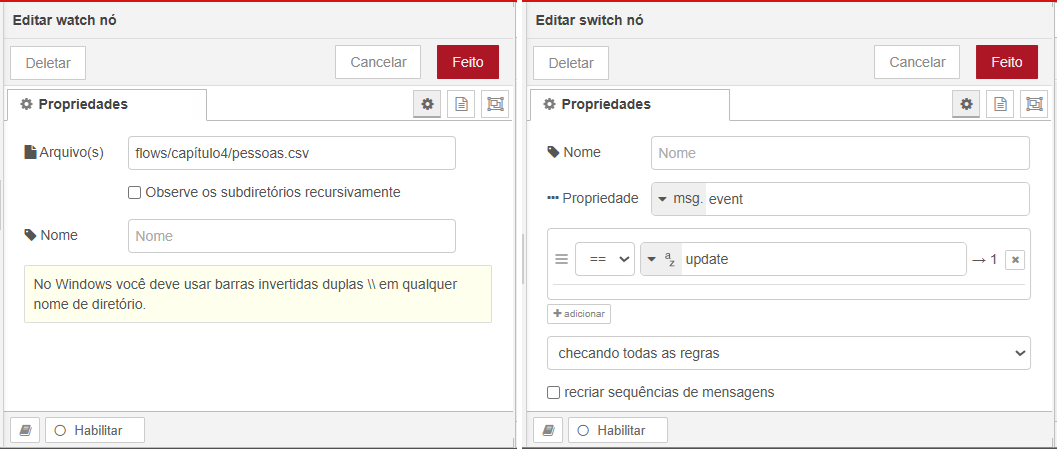 Editar watch nó
Deletar
Cancelar
Feito
Propriedades
Arquivo(s)
flows/capítulo4/pessoas.csv
Observe os subdiretórios recursivamente
Nome
Nome
No Windows você deve usar barras invertidas duplas \\ em qualquer
nome de diretório.
Habilitar
Editar switch nó
Deletar
Cancelar
Feito
Propriedades
Nome
Nome
Propriedade
msg. event
== az update → 1
adicionar
checando todas as regras
recriar sequências de mensagens
Habilitar